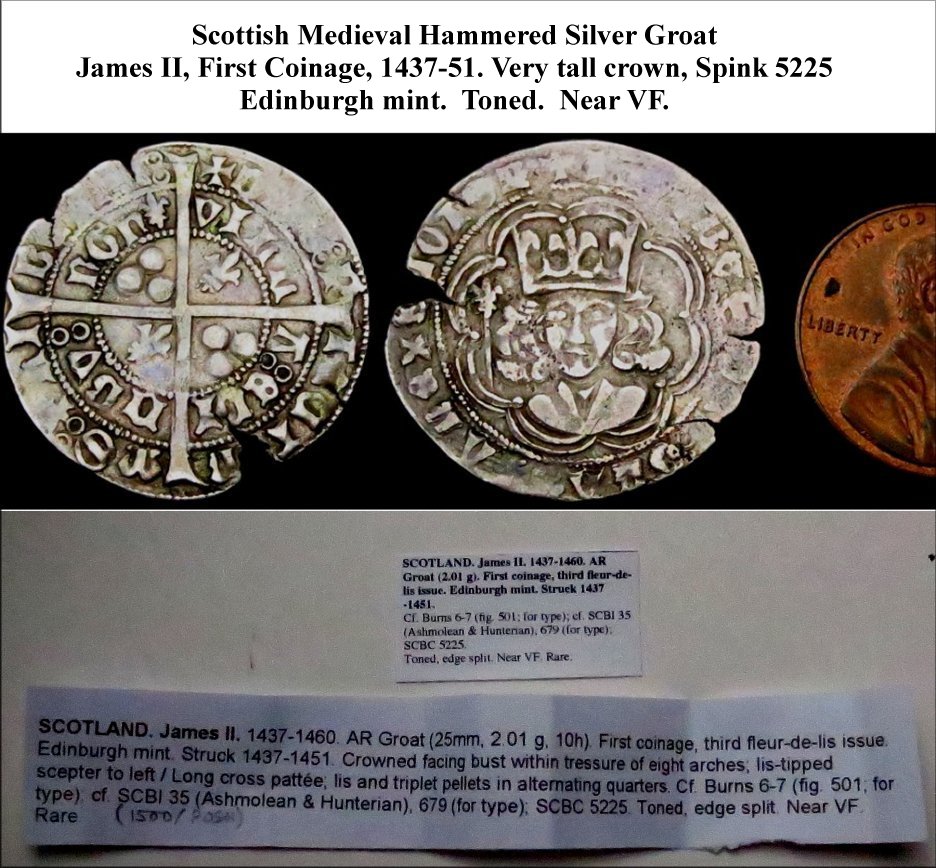 Scottish Medieval Hammered Silver Groat
James II, First Coinage, 1437-51. Very tall crown, Spink 5225
Edinburgh mint. Toned. Near VF.
IN GOD
LIBERTY
SCOTLAND. James II. 1437-1460. AR
Groat (2.01 g). First coinage, third fleur-de-
lis issue. Edinburgh mint. Struck 1437
-1451.
Cf. Burns 6-7 (fig. 501; for type); cf. SCBI 35
(Ashmolean & Hunterian), 679 (for type);
SCBC 5225.
Toned, edge split. Near VF. Rare.
SCOTLAND. James II. 1437-1460. AR Groat (25mm, 2.01 g, 10h). First coinage, third fleur-de-lis issue.
Edinburgh mint. Struck 1437-1451. Crowned facing bust within tressure of eight arches; lis-tipped
scepter to left / Long cross pattée; lis and triplet pellets in alternating quarters. Cf. Burns 6-7 (fig. 501; for
type); cf. SCBI 35 (Ashmolean & Hunterian), 679 (for type); SCBC 5225. Toned, edge split. Near VF.
Rare (1500/